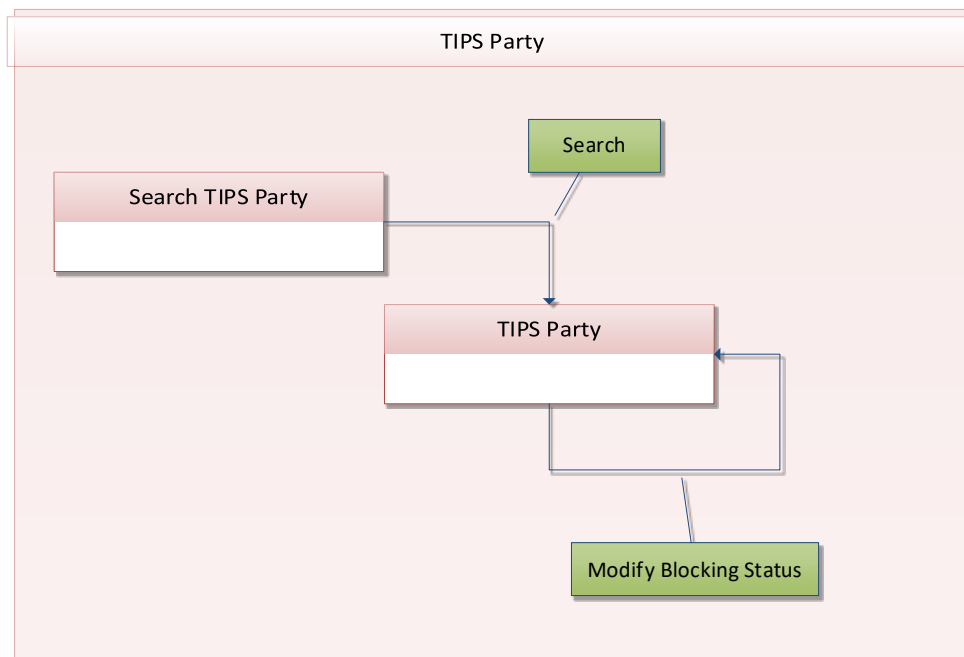 TIPS Party
Search
Search TIPS Party
TIPS Party
Modify Blocking Status